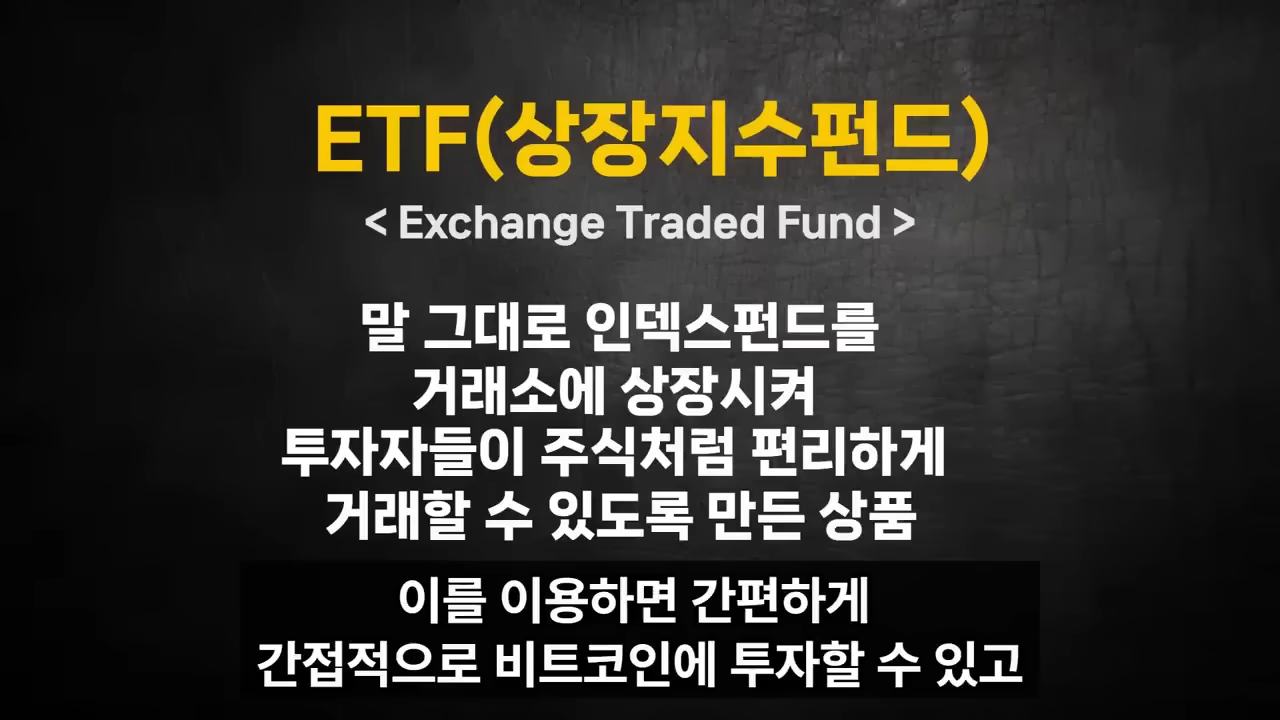 ETF(상장지수펀드)
< Exchange Traded Fund >
말 그대로 인덱스펀드를
거래소에 상장시켜
투자자들이 주식처럼 편리하게
거래할 수 있도록 만든 상품
이를 이용하면 간편하게
간접적으로 비트코인에 투자할 수 있고